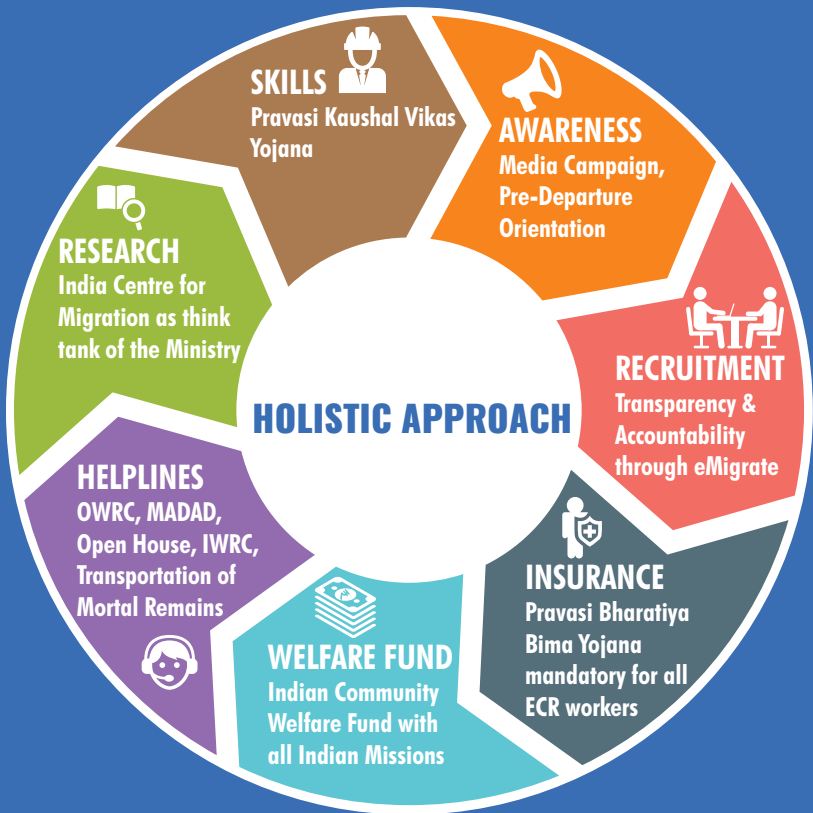 SKILLS
Pravasi Kaushal Vikas
Yojana
AWARENESS
Media Campaign,
Pre-Departure
Orientation
RECRUITMENT
Transparency &
Accountability
through eMigrate
INSURANCE
Pravasi Bharatiya
Bima Yojana
mandatory for all
ECR workers
WELFARE FUND
Indian Community
Welfare Fund with
all Indian Missions
HELPLINES
OWRC, MADAD,
Open House, IWRC,
Transportation of
Mortal Remains
RESEARCH
India Centre for
Migration as think
tank of the Ministry
HOLISTIC APPROACH